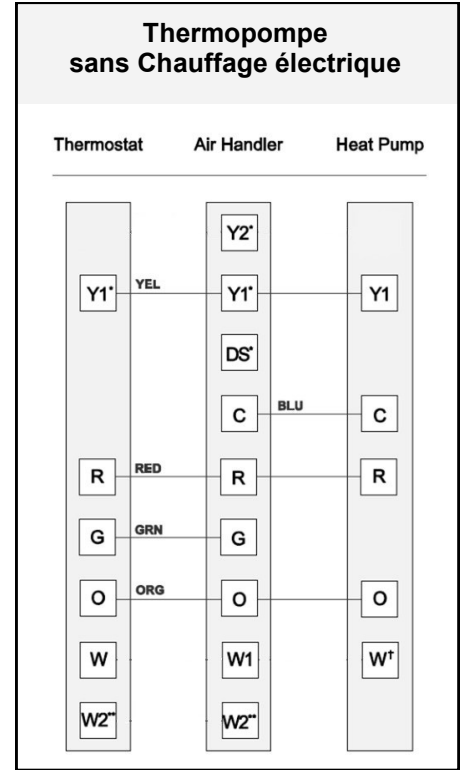 Thermopompe
sans Chauffage électrique
Thermostat Air Handler Heat Pump
Y2*
Y1* YEL Y1* Y1
DS*
C BLU C
R RED R R
G GRN G
O ORG O O
W W1 W†
W2** W2**